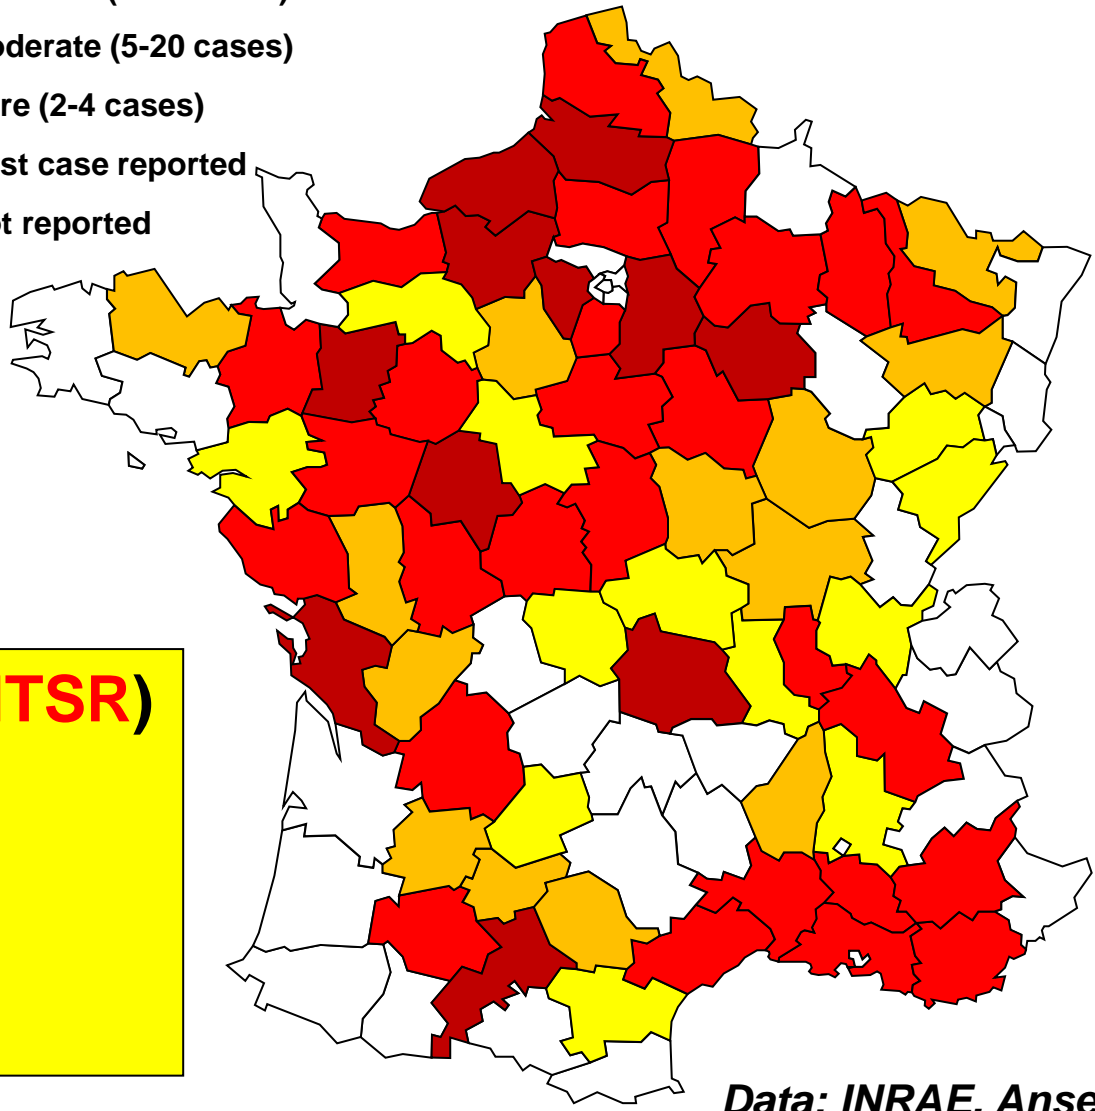 oderate (5-20 cases)
re (2-4 cases)
st case reported
t reported
TSR)
Data: INRAE, Anse